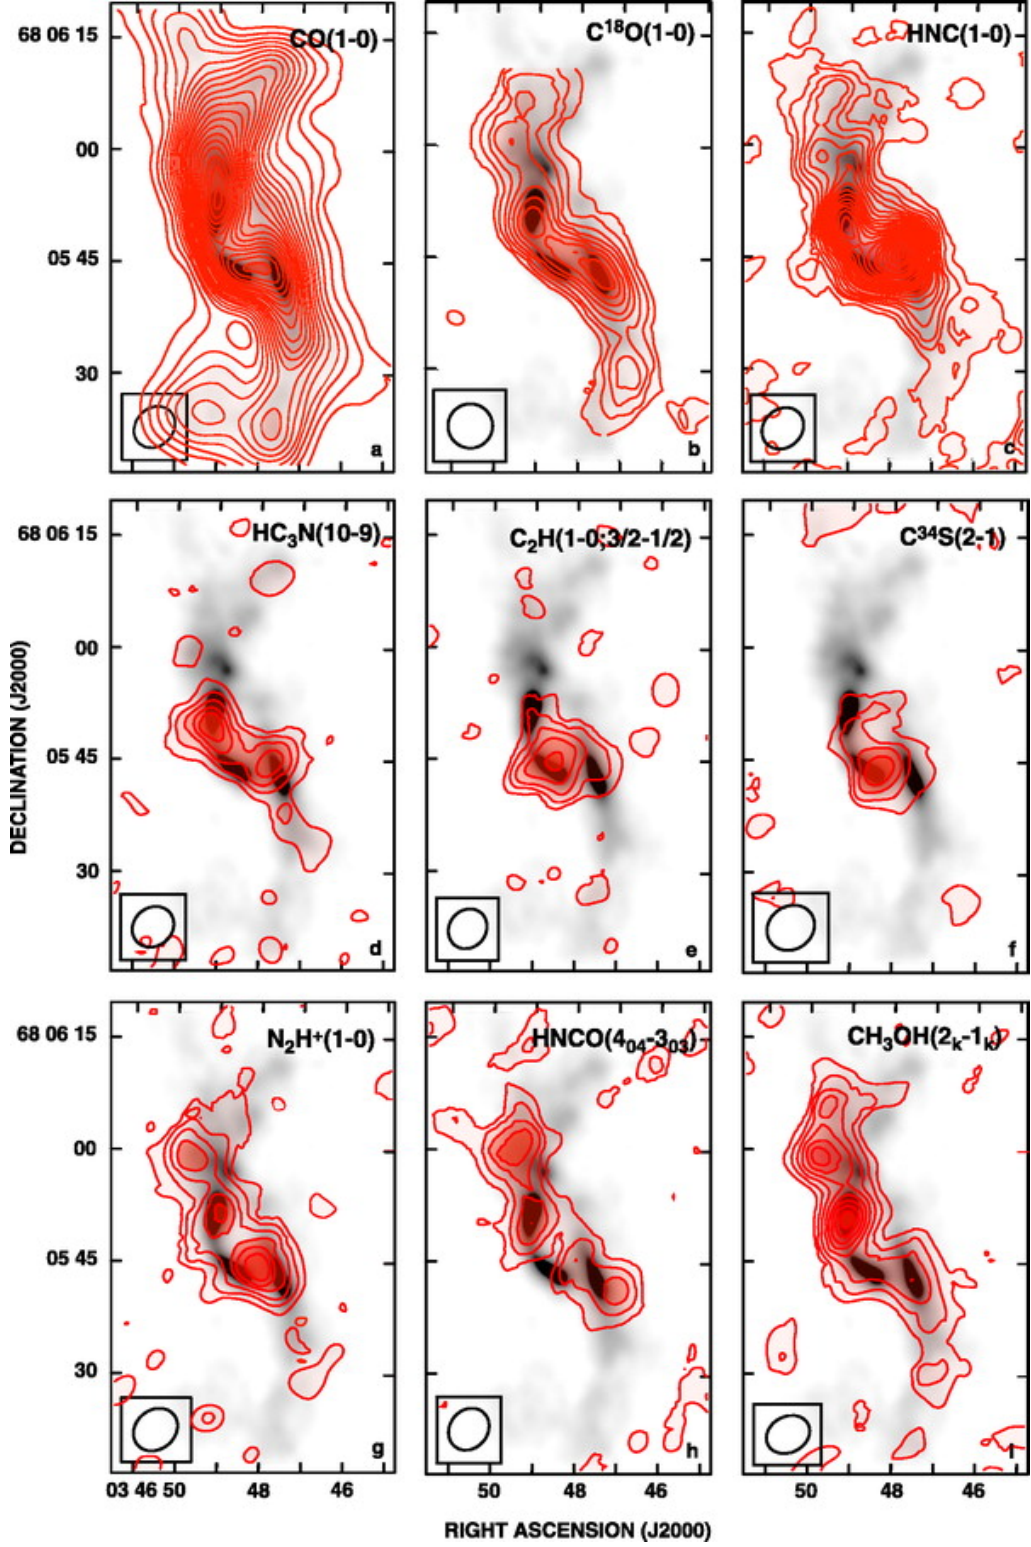 CO(1-0)
C¹⁸O(1-0)
HNC(1-0)
68 06 15
00
05 45
30
a
b
c
HC₃N(10-9)
C₂H(1-0;3/2-1/2)
C³⁴S(2-1)
68 06 15
00
05 45
30
d
e
f
DECLINATION (J2000)
N₂H⁺(1-0)
HNCO(4₀₄-3₀₃)
CH₃OH(2ₖ-1ₖ)
68 06 15
00
05 45
30
g
h
i
03 46 50 48 46
50 48 46
50 48 46
RIGHT ASCENSION (J2000)